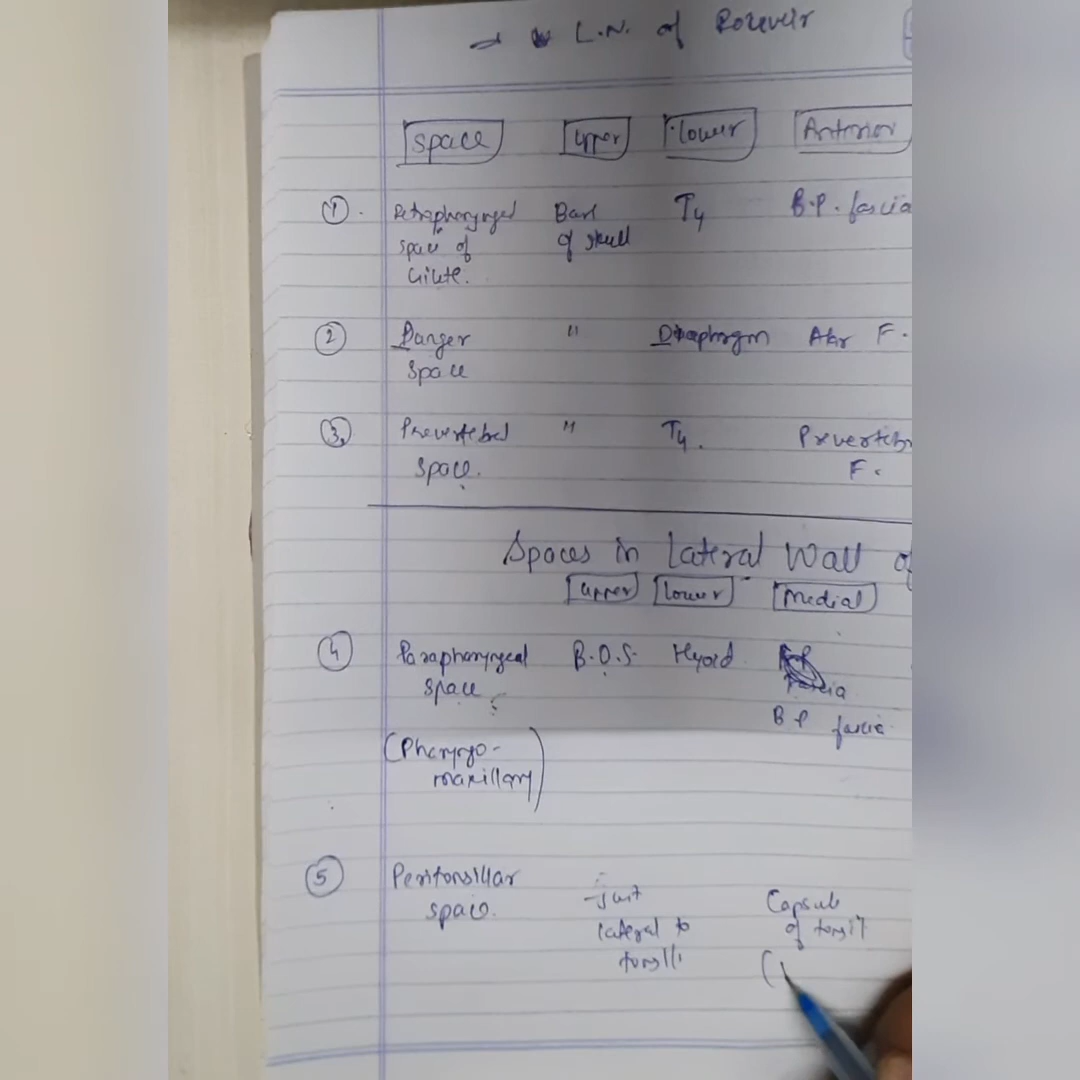 → L.N. of Rouveir
Space Upper Lower Anterior
① Retropharyngeal Base T4 B.P. fascia
space of of skull
Gillete.
② Danger " Diaphragm Alar F.
space
③ Prevertebral " T4. Prevertebr
space. F.
Spaces in Lateral Wall of
Upper Lower Medial
④ Parapharyngeal B.O.S. Hyoid
space fascia
B P fascia
(Pharyngo-
maxillary)
⑤ Peritonsillar - Just Capsule
space. lateral to of tonsil
tonsil (